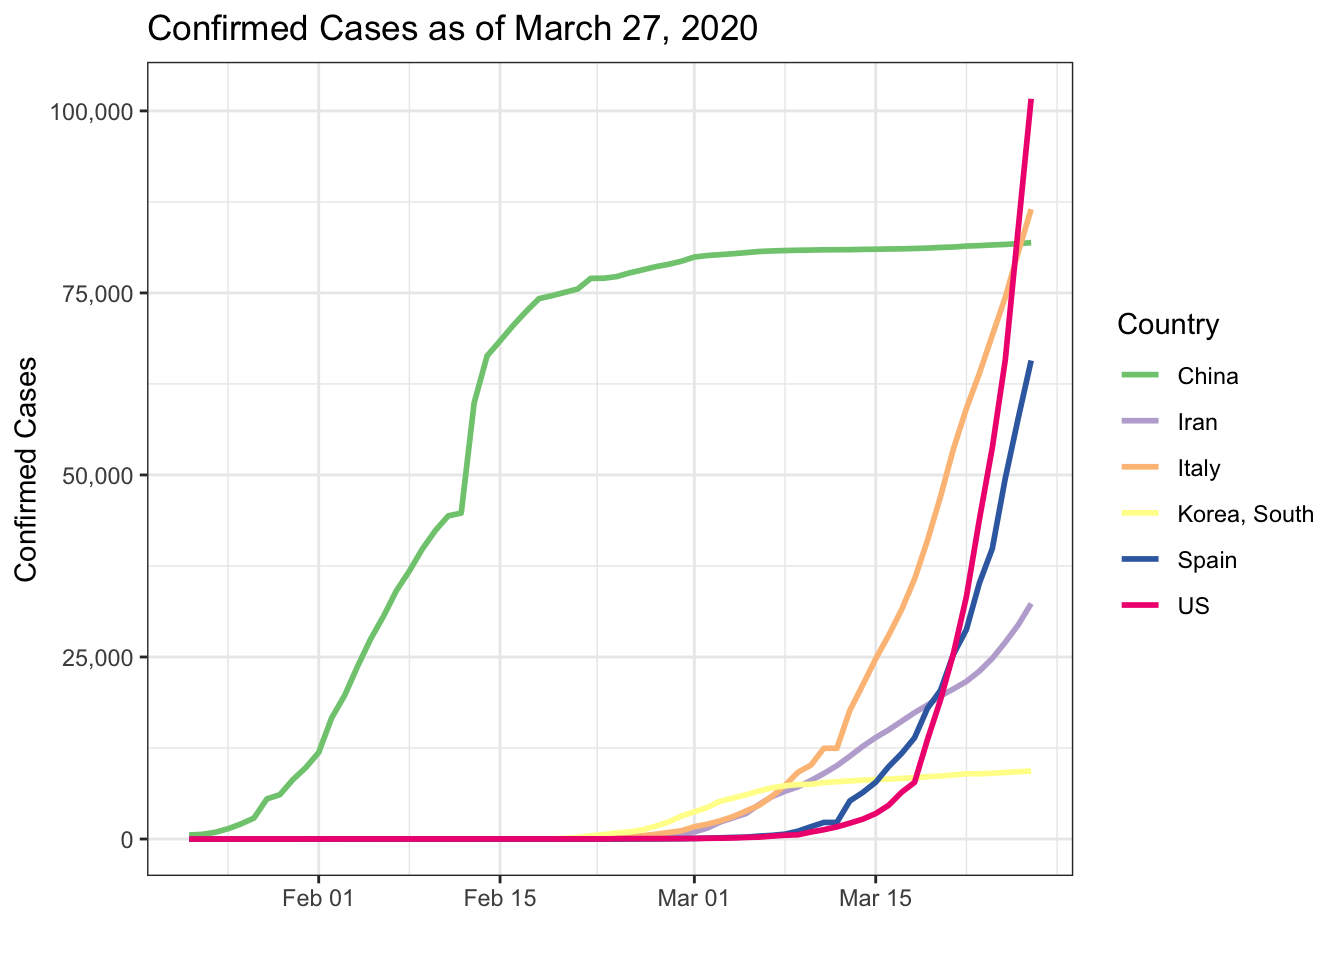 Confirmed Cases as of March 27, 2020
100,000
75,000
50,000
25,000
0
Confirmed Cases
Feb 01
Feb 15
Mar 01
Mar 15
Country
China
Iran
Italy
Korea, South
Spain
US